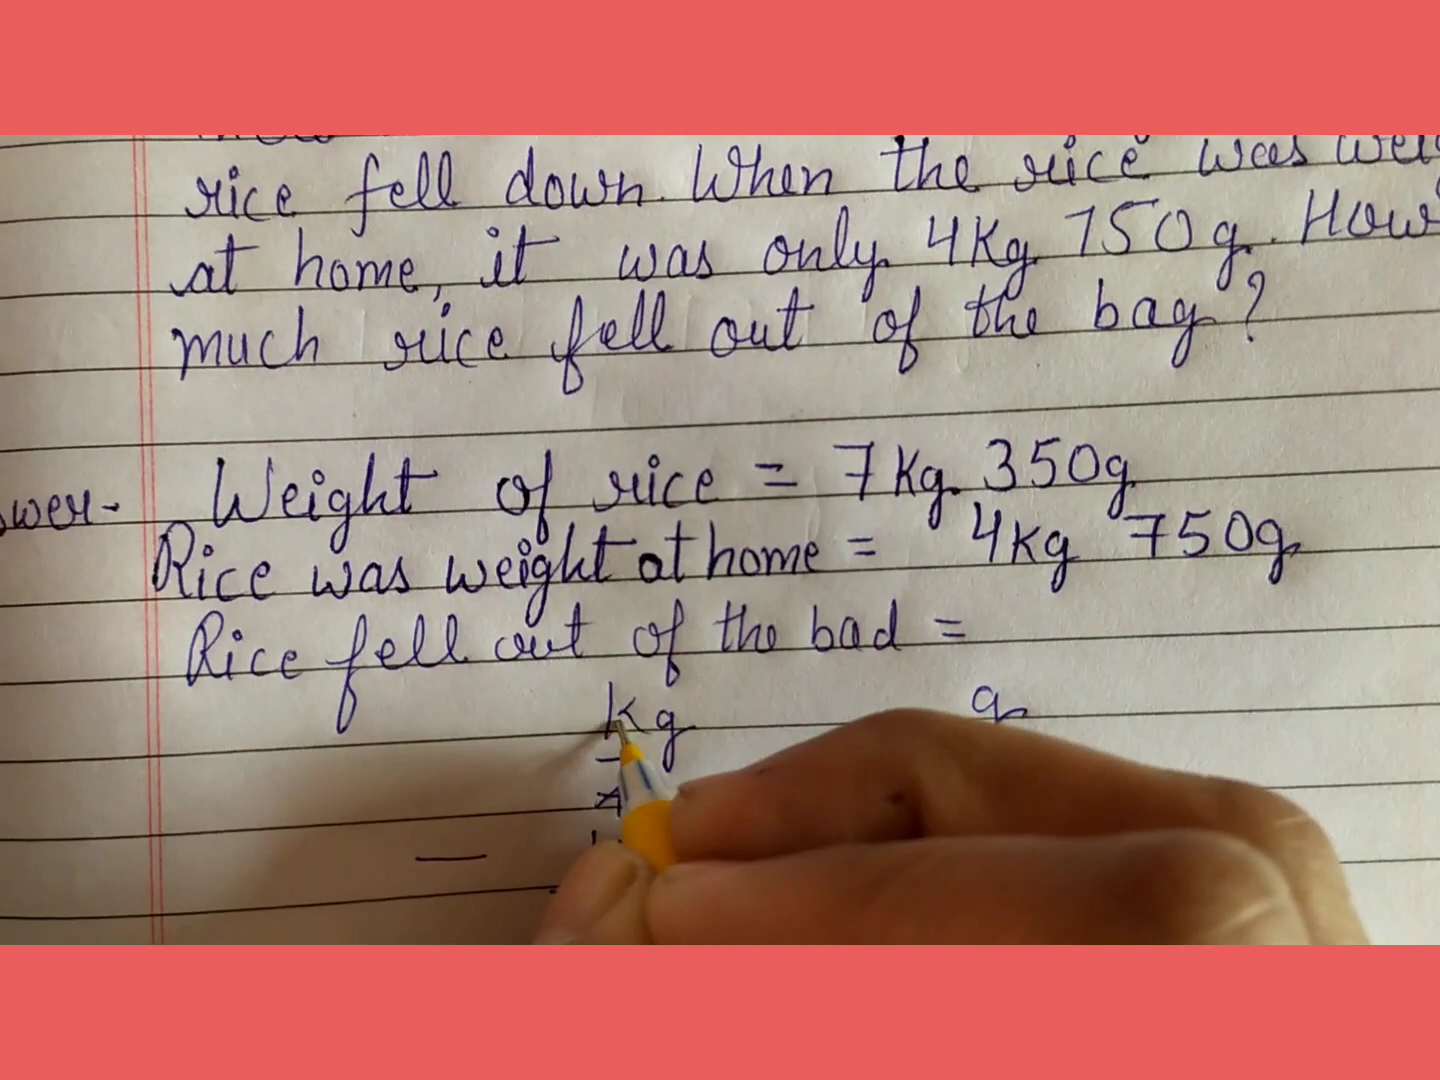 rice fell down. When the rice was
at home, it was only 4Kg 750g. How
much rice fell out of the bag?
Weight of rice = 7Kg 350g
Rice was weight at home = 4Kg 750g
Rice fell out of the bad =
kg g
—